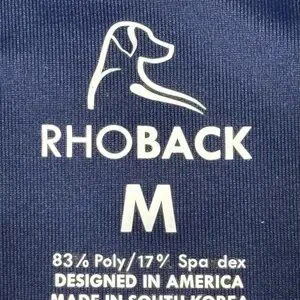 RHOBACK
M
83% Poly/17% Spa dex
DESIGNED IN AMERICA
MADE IN SOUTH KOREA